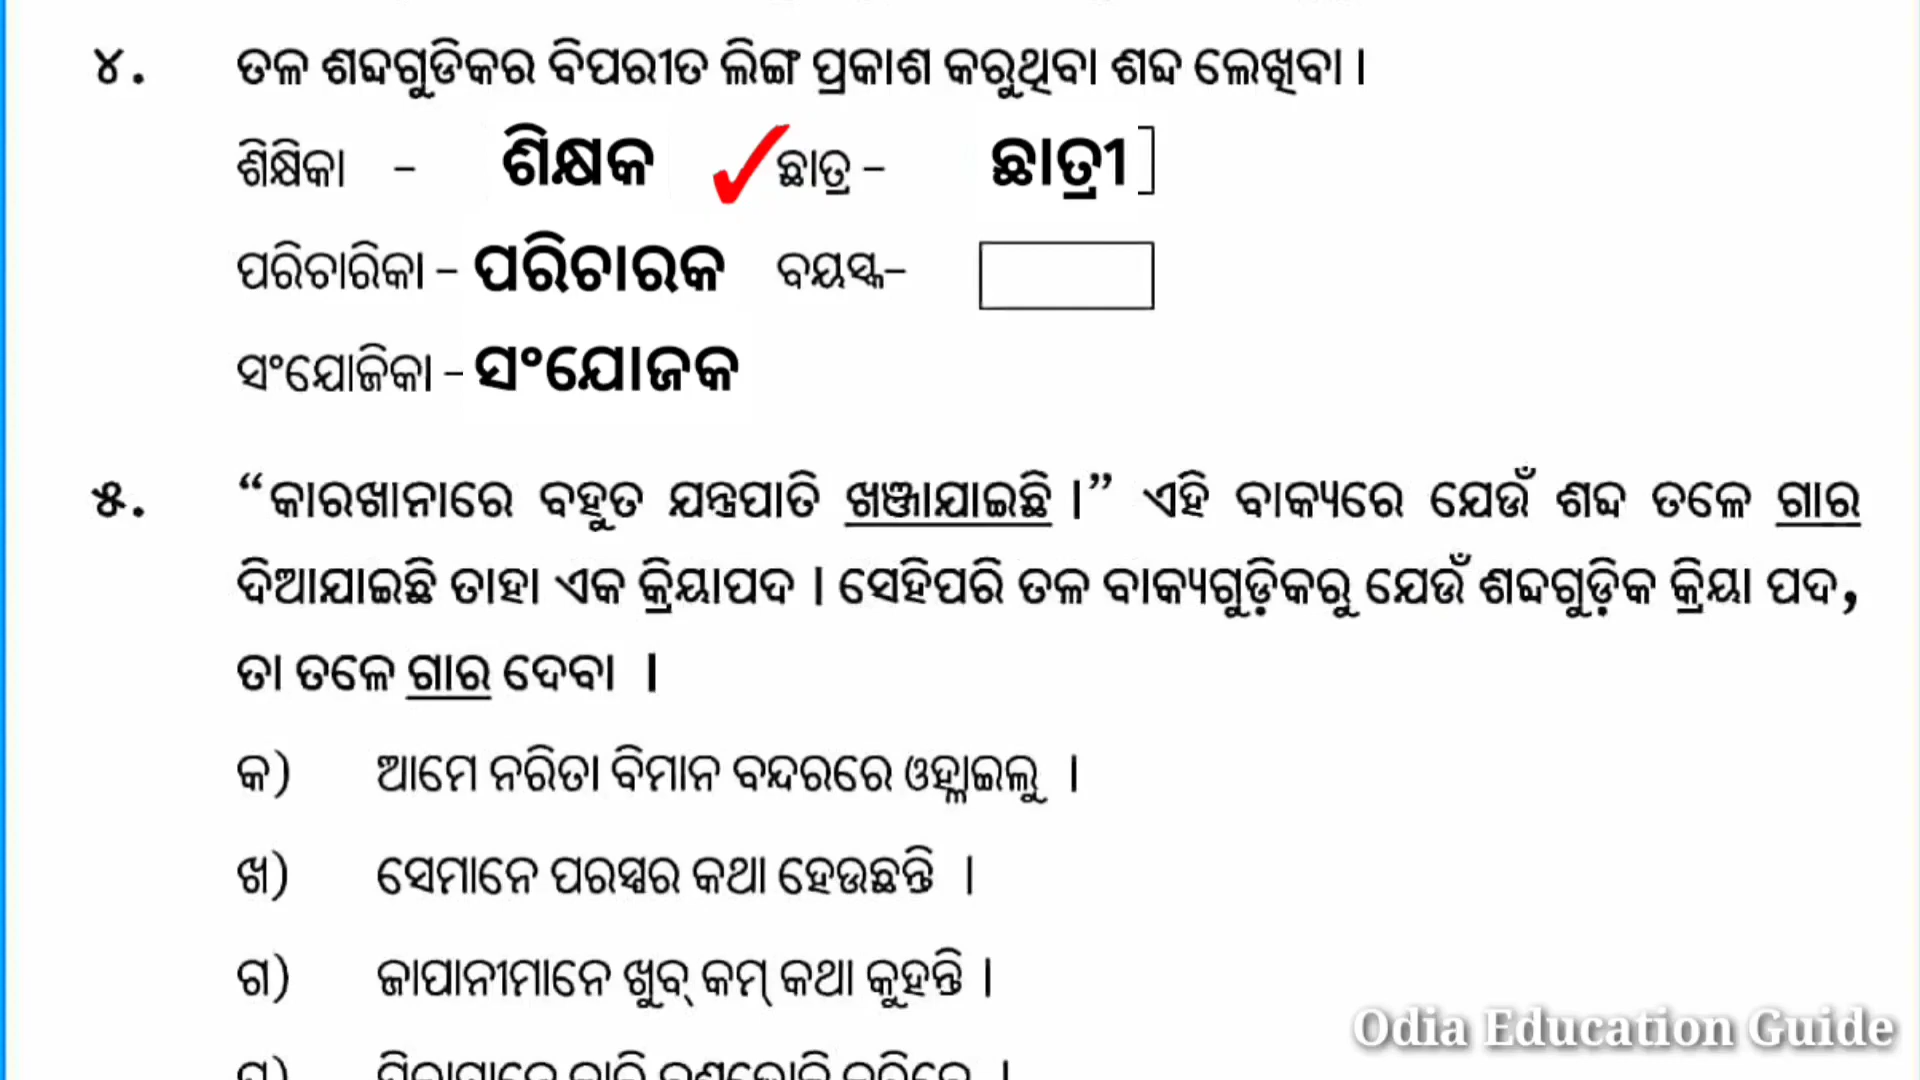 ୪. ତଳ ଶବ୍ଦଗୁଡିକର ବିପରୀତ ଲିଙ୍ଗ ପ୍ରକାଶ କରୁଥିବା ଶବ୍ଦ ଲେଖିବା ।
ଶିକ୍ଷିକା – ଶିକ୍ଷକ ଛାତ୍ର – ଛାତ୍ରୀ
ପରିଚାରିକା – ପରିଚାରକ ବୟସ୍କ–
ସଂଯୋଜିକା – ସଂଯୋଜକ
୫. “କାରଖାନାରେ ବହୁତ ଯନ୍ତ୍ରପାତି ଖଞ୍ଜାଯାଇଛି ।” ଏହି ବାକ୍ୟରେ ଯେଉଁ ଶବ୍ଦ ତଳେ ଗାର
ଦିଆଯାଇଛି ତାହା ଏକ କ୍ରିୟାପଦ । ସେହିପରି ତଳ ବାକ୍ୟଗୁଡ଼ିକରୁ ଯେଉଁ ଶବ୍ଦଗୁଡ଼ିକ କ୍ରିୟା ପଦ,
ତା ତଳେ ଗାର ଦେବା ।
କ) ଆମେ ନରିତା ବିମାନ ବନ୍ଦରରେ ଓହ୍ଲାଇଲୁ ।
ଖ) ସେମାନେ ପରସ୍ପର କଥା ହେଉଛନ୍ତି ।
ଗ) ଜାପାନୀମାନେ ଖୁବ୍ କମ୍ କଥା କୁହନ୍ତି ।
Odia Education Guide